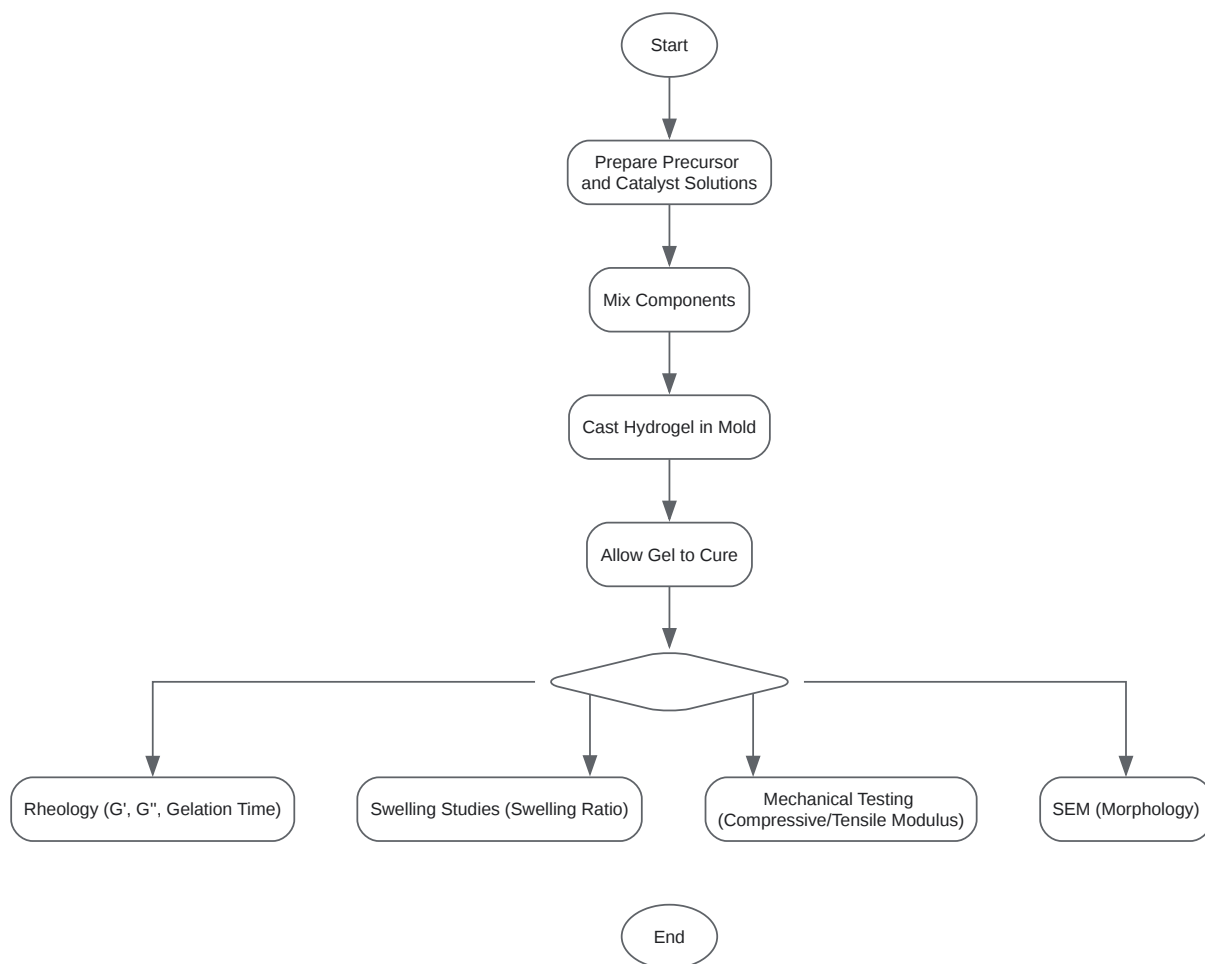 Start
Prepare Precursor
and Catalyst Solutions
Mix Components
Cast Hydrogel in Mold
Allow Gel to Cure
Rheology (G', G", Gelation Time)
Swelling Studies (Swelling Ratio)
Mechanical Testing
(Compressive/Tensile Modulus)
SEM (Morphology)
End